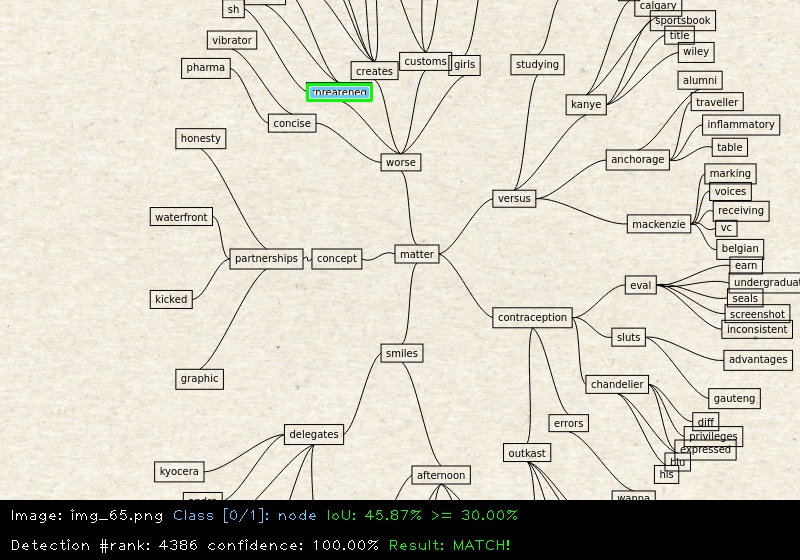 calgary
sh
sportsbook
title
vibrator
wiley
customs
girls
studying
pharma
creates
alumni
threatened
kanye
traveller
concise
inflammatory
honesty
table
worse
anchorage
marking
voices
versus
receiving
waterfront
mackenzie
vc
belgian
partnerships
concept
matter
earn
eval
undergraduat
kicked
seals
screenshot
contraception
inconsistent
sluts
smiles
advantages
graphic
chandelier
gauteng
errors
diff
delegates
privileges
expressed
outkast
blu
kyocera
afternoon
his
wanna
Image: img_65.png Class [0/1]: node IoU: 45.87% >= 30.00%
Detection #rank: 4386 confidence: 100.00% Result: MATCH!